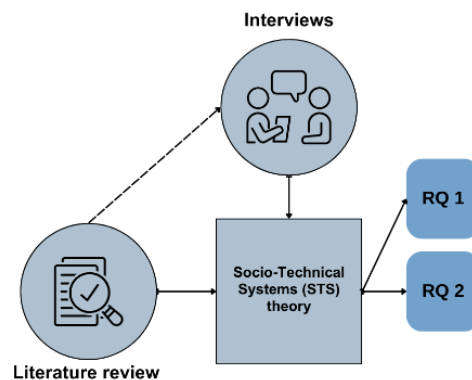 Interviews
RQ 1
Socio-Technical
Systems (STS)
theory
RQ 2
Literature review